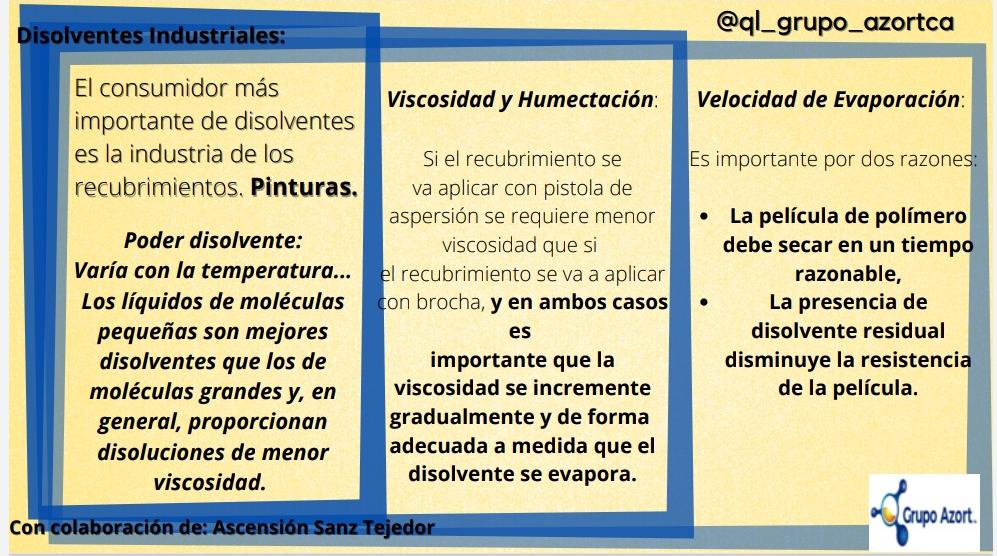 @ql_grupo_azortca
Disolventes Industriales:
El consumidor más
importante de disolventes
es la industria de los
recubrimientos. Pinturas.
Poder disolvente:
Varía con la temperatura...
Los líquidos de moléculas
pequeñas son mejores
disolventes que los de
moléculas grandes y, en
general, proporcionan
disoluciones de menor
viscosidad.
Viscosidad y Humectación:
Si el recubrimiento se
va aplicar con pistola de
aspersión se requiere menor
viscosidad que si
el recubrimiento se va a aplicar
con brocha, y en ambos casos
es
importante que la
viscosidad se incremente
gradualmente y de forma
adecuada a medida que el
disolvente se evapora.
Velocidad de Evaporación:
Es importante por dos razones:
• La película de polímero
debe secar en un tiempo
razonable,
• La presencia de
disolvente residual
disminuye la resistencia
de la película.
Grupo Azort
Con colaboración de: Ascensión Sanz Tejedor